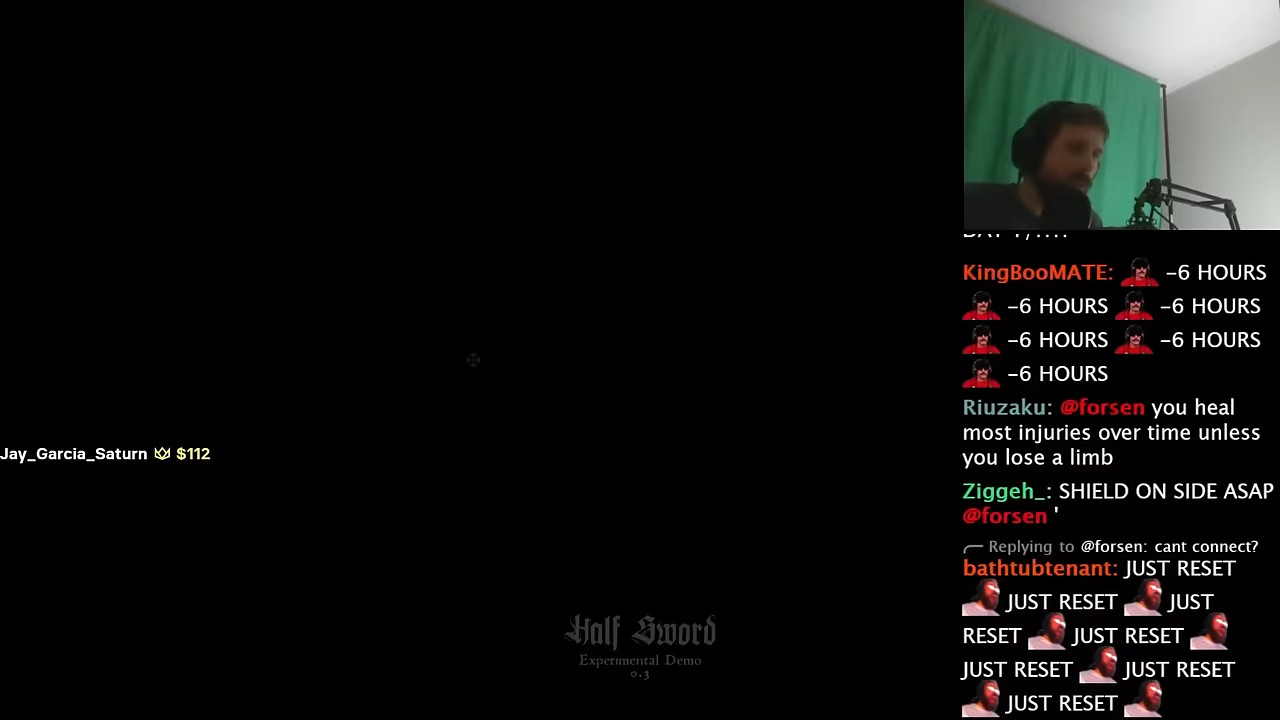 KingBooMATE: -6 HOURS
-6 HOURS -6 HOURS
-6 HOURS -6 HOURS
-6 HOURS
Riuzaku: @forsen you heal
most injuries over time unless
you lose a limb
Ziggeh_: SHIELD ON SIDE ASAP
@forsen '
Replying to @forsen: cant connect?
bathtubtenant: JUST RESET
JUST RESET JUST
RESET JUST RESET
JUST RESET JUST RESET
JUST RESET
Jay_Garcia_Saturn $112
Half Sword
Experimental Demo
0.3